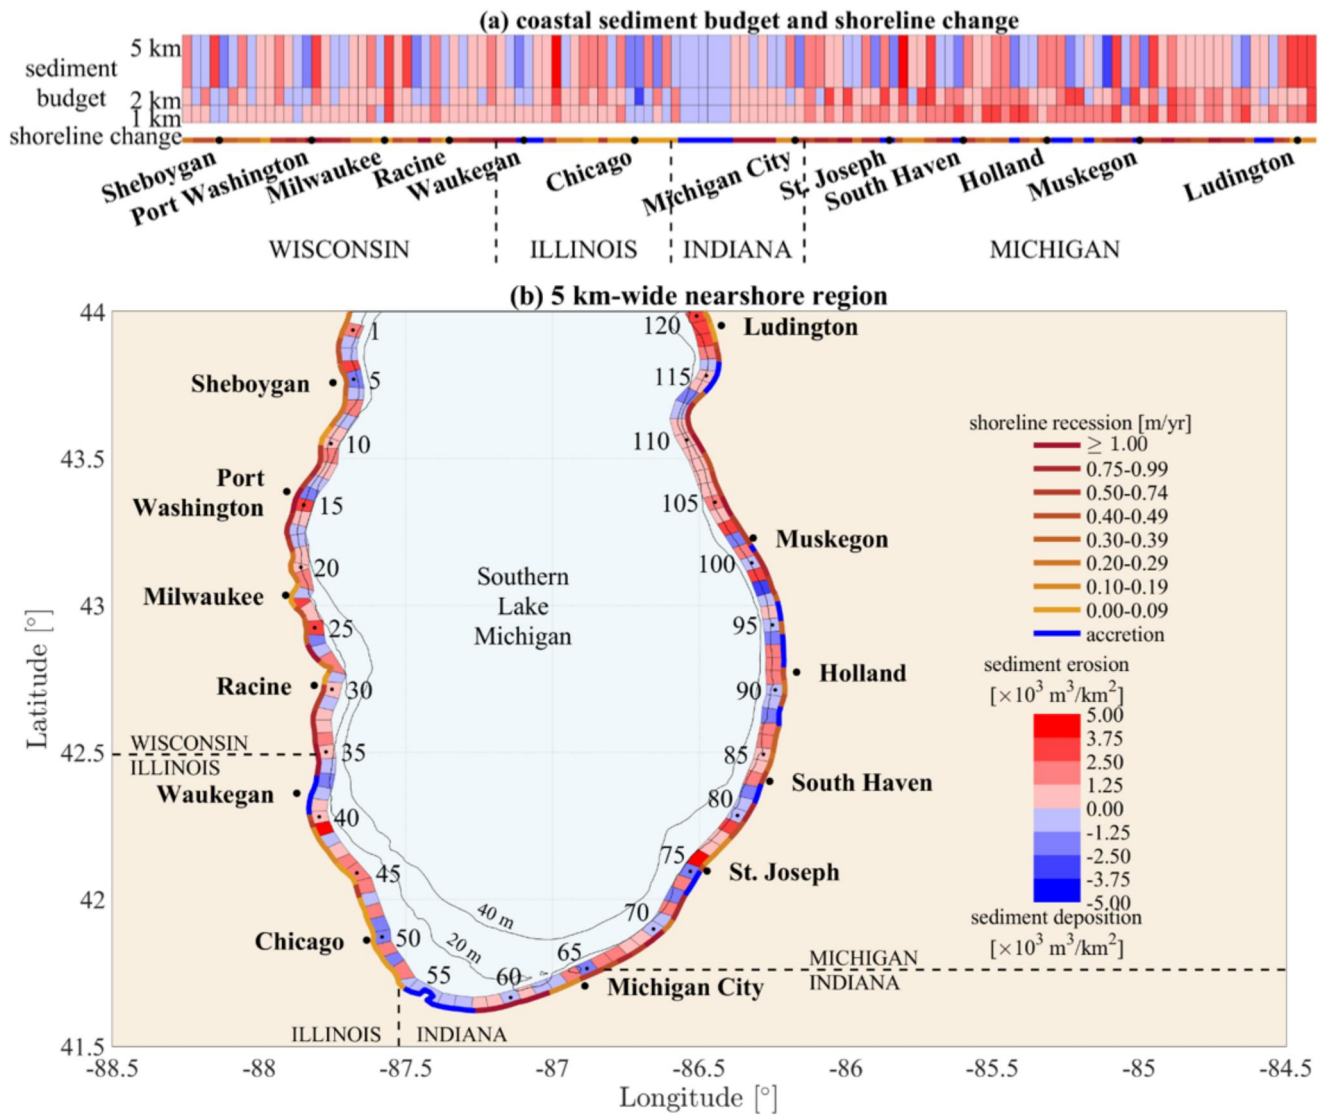 (a) coastal sediment budget and shoreline change
5 km
sediment
budget
2 km
1 km
shoreline change
Sheboygan
Port Washington
Milwaukee
Racine
Waukegan
Chicago
Michigan City
St. Joseph
South Haven
Holland
Muskegon
Ludington
WISCONSIN
ILLINOIS
INDIANA
MICHIGAN
(b) 5 km-wide nearshore region
44
43.5
43
42.5
42
41.5
Latitude [°]
1
5
10
15
20
25
30
35
40
45
50
55
60
65
70
75
80
85
90
95
100
105
110
115
120
Sheboygan
Port
Washington
Milwaukee
Racine
WISCONSIN
ILLINOIS
Waukegan
Chicago
ILLINOIS
INDIANA
Southern
Lake
Michigan
40 m
20 m
Ludington
Muskegon
Holland
South Haven
St. Joseph
Michigan City
MICHIGAN
INDIANA
shoreline recession [m/yr]
≥ 1.00
0.75-0.99
0.50-0.74
0.40-0.49
0.30-0.39
0.20-0.29
0.10-0.19
0.00-0.09
accretion
sediment erosion
[×10³ m³/km²]
5.00
3.75
2.50
1.25
0.00
-1.25
-2.50
-3.75
-5.00
sediment deposition
[×10³ m³/km²]
-88.5
-88
-87.5
-87
-86.5
-86
-85.5
-85
-84.5
Longitude [°]